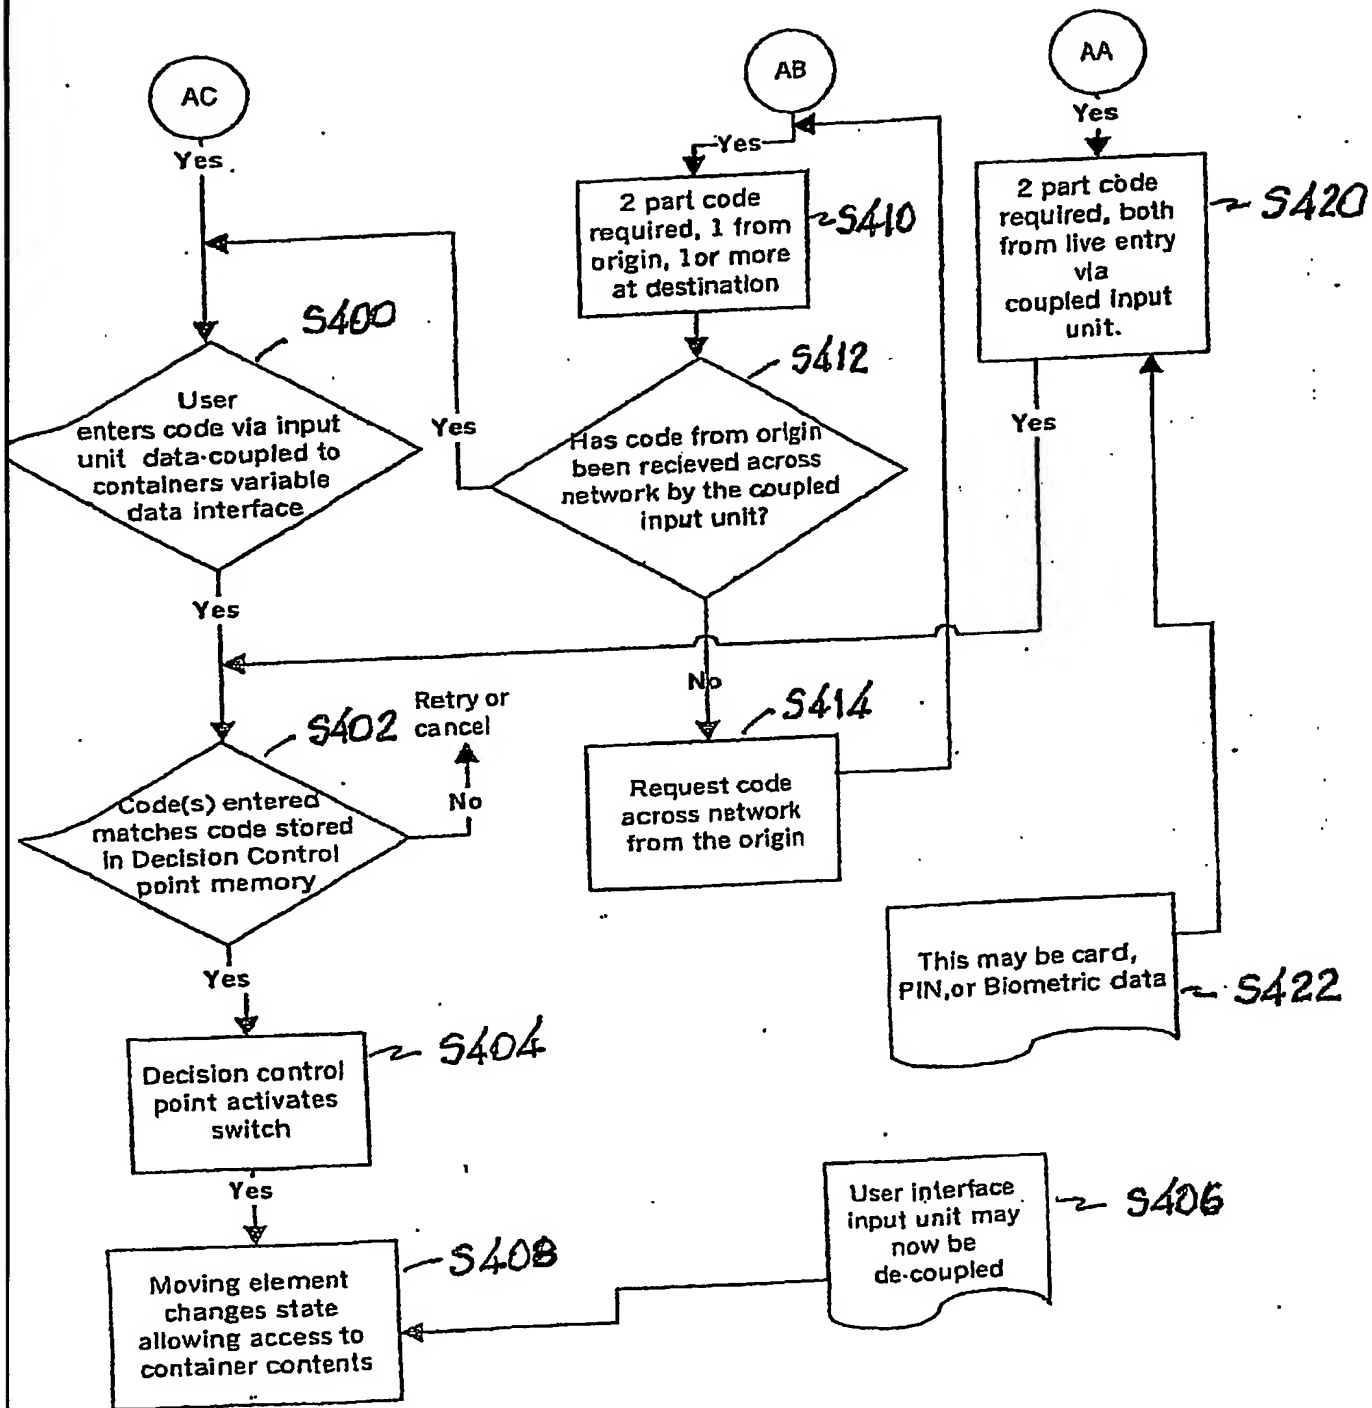 AC
Yes
S400
User
enters code via input
unit data-coupled to
containers variable
data interface
Yes
S402
Code(s) entered
matches code stored
in Decision Control
point memory
Retry or
cancel
No
Yes
S404
Decision control
point activates
switch
Yes
S408
Moving element
changes state
allowing access to
container contents
AB
Yes
2 part code
required, 1 from
origin, 1or more
at destination
S410
S412
Has code from origin
been recieved across
network by the coupled
input unit?
Yes
No
S414
Request code
across network
from the origin
AA
Yes
2 part code
required, both
from live entry
via
coupled input
unit.
S420
Yes
This may be card,
PIN,or Biometric data
S422
User interface
input unit may
now be
de-coupled
S406